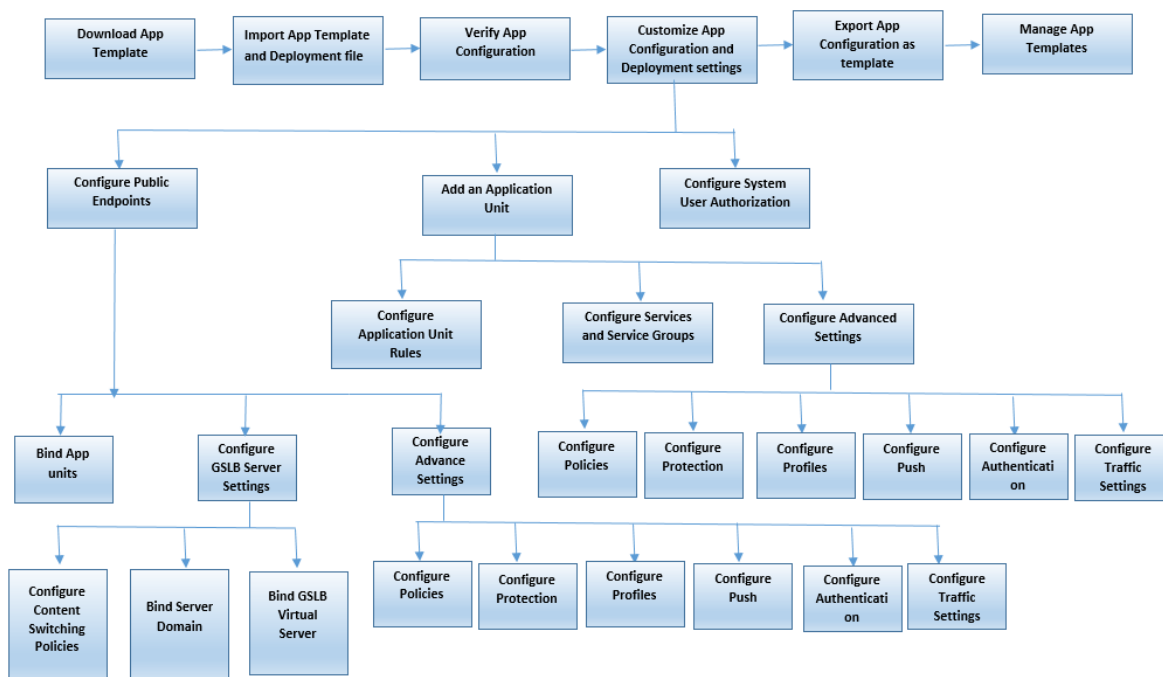 Download App
Template
Import App Template
and Deployment file
Verify App
Configuration
Customize App
Configuration and
Deployment settings
Export App
Configuration as
template
Manage App
Templates
Configure Public
Endpoints
Add an Application
Unit
Configure System
User Authorization
Configure
Application Unit
Rules
Configure Services
and Service Groups
Configure Advanced
Settings
Bind App
units
Configure
GSLB Server
Settings
Configure
Advance
Settings
Configure
Policies
Configure
Protection
Configure
Profiles
Configure
Push
Configure
Authenticati
on
Configure
Traffic
Settings
Configure
Content
Switching
Policies
Bind Server
Domain
Bind GSLB
Virtual
Server
Configure
Policies
Configure
Protection
Configure
Profiles
Configure
Push
Configure
Authenticati
on
Configure
Traffic
Settings